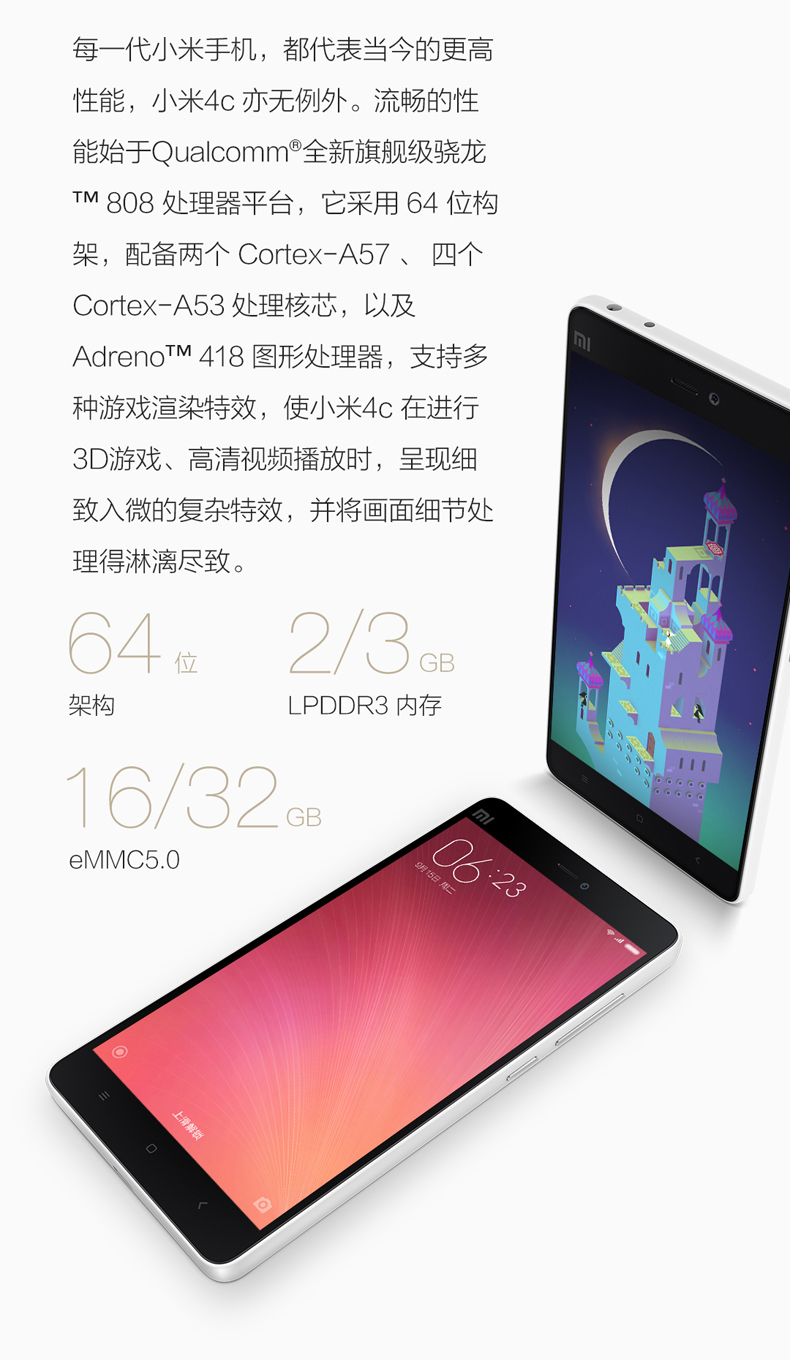 每一代小米手机，都代表当今的更高
性能，小米4c 亦无例外。流畅的性
能始于Qualcomm®全新旗舰级骁龙
™ 808 处理器平台，它采用 64 位构
架，配备两个 Cortex-A57 、 四个
Cortex-A53 处理核芯，以及
Adreno™ 418 图形处理器，支持多
种游戏渲染特效，使小米4c 在进行
3D游戏、高清视频播放时，呈现细
致入微的复杂特效，并将画面细节处
理得淋漓尽致。
64 位
架构
2/3 GB
LPDDR3 内存
16/32 GB
eMMC5.0
MI
MI
06:23
9月15日 周二
上滑解锁